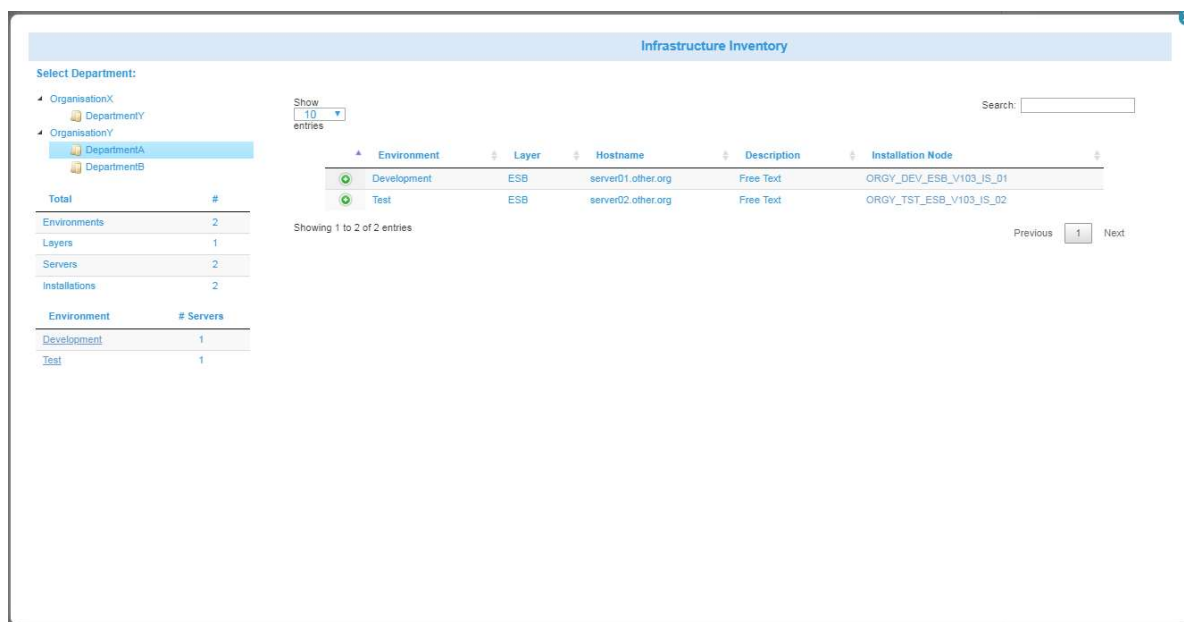 Infrastructure Inventory
Select Department:
OrganisationX
DepartmentY
OrganisationY
DepartmentA
DepartmentB
Total #
Environments 2
Layers 1
Servers 2
Installations 2
Environment # Servers
Development 1
Test 1
Show
10
entries
Search:
Environment Layer Hostname Description Installation Node
Development ESB server01.other.org Free Text ORGY_DEV_ESB_V103_IS_01
Test ESB server02.other.org Free Text ORGY_TST_ESB_V103_IS_02
Showing 1 to 2 of 2 entries
Previous 1 Next